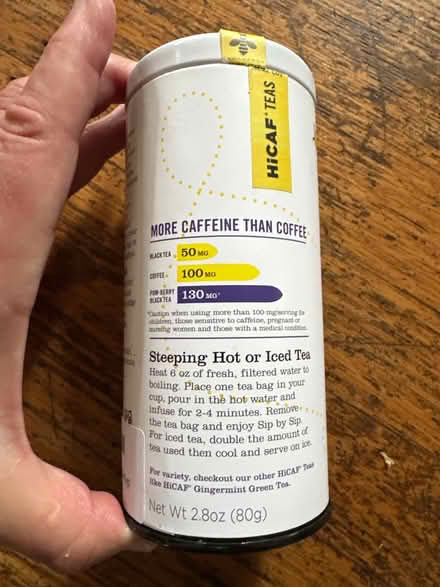 HiCAF® TEAS
MORE CAFFEINE THAN COFFEE
BLACK TEA 50 MG
COFFEE 100 MG
POM-BERRY
BLACK TEA 130 MG*
*Caution when using more than 100 mg/serving for
children, those sensitive to caffeine, pregnant or
nursing women and those with a medical condition.
Steeping Hot or Iced Tea
Heat 6 oz of fresh, filtered water to
boiling. Place one tea bag in your
cup, pour in the hot water and
infuse for 2-4 minutes. Remove
the tea bag and enjoy Sip by Sip.
For iced tea, double the amount of
tea used then cool and serve on ice.
For variety, checkout our other HiCAF® Teas
like HiCAF® Gingermint Green Tea.
Net Wt 2.8oz (80g)